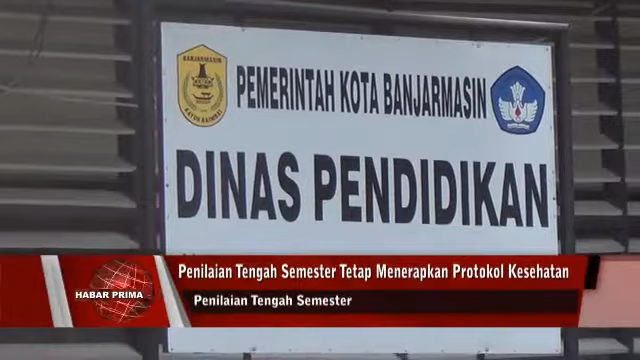 BANJARMASIN
KAYUH BAIMBAI
PEMERINTAH KOTA BANJARMASIN
DINAS PENDIDIKAN
HABAR PRIMA
Penilaian Tengah Semester Tetap Menerapkan Protokol Kesehatan
Penilaian Tengah Semester